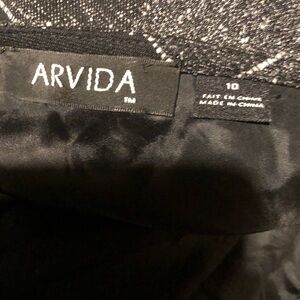 ARVIDA
TM
10
FAIT EN CHINE
MADE IN CHINA